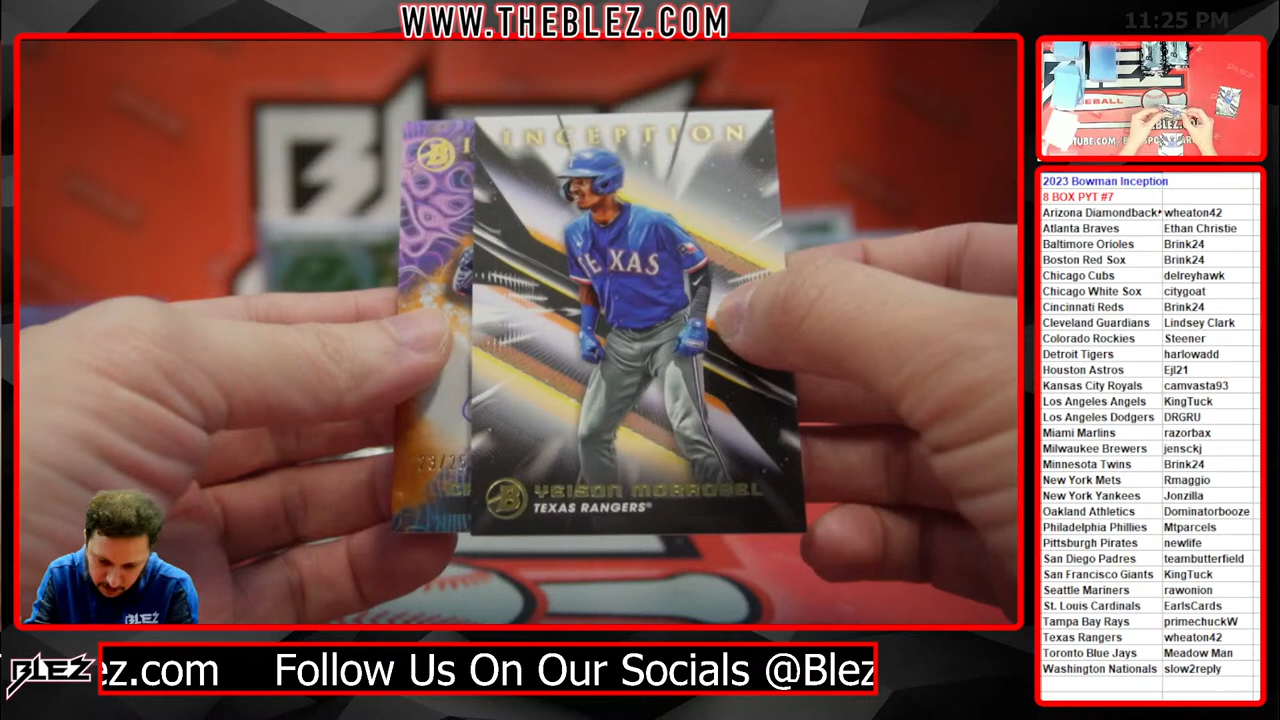 WWW.THEBLEZ.COM
11:25 PM
INCEPTION
TEXAS
YEISON MORROBEL
TEXAS RANGERS
EBALL
2023 Bowman Inception
8 BOX PYT #7
Arizona Diamondback wheaton42
Atlanta Braves Ethan Christie
Baltimore Orioles Brink24
Boston Red Sox Brink24
Chicago Cubs delreyhawk
Chicago White Sox citygoat
Cincinnati Reds Brink24
Cleveland Guardians Lindsey Clark
Colorado Rockies Steener
Detroit Tigers harlowadd
Houston Astros Ejl21
Kansas City Royals camvasta93
Los Angeles Angels KingTuck
Los Angeles Dodgers DRGRU
Miami Marlins razorbax
Milwaukee Brewers jensckj
Minnesota Twins Brink24
New York Mets Rmaggio
New York Yankees Jonzilla
Oakland Athletics Dominatorbooze
Philadelphia Phillies Mtparcels
Pittsburgh Pirates newlife
San Diego Padres teambutterfield
San Francisco Giants KingTuck
Seattle Mariners rawonion
St. Louis Cardinals EarlsCards
Tampa Bay Rays primechuckW
Texas Rangers wheaton42
Toronto Blue Jays Meadow Man
Washington Nationals slow2reply
BLEZ
BLEZ
ez.com Follow Us On Our Socials @Blez